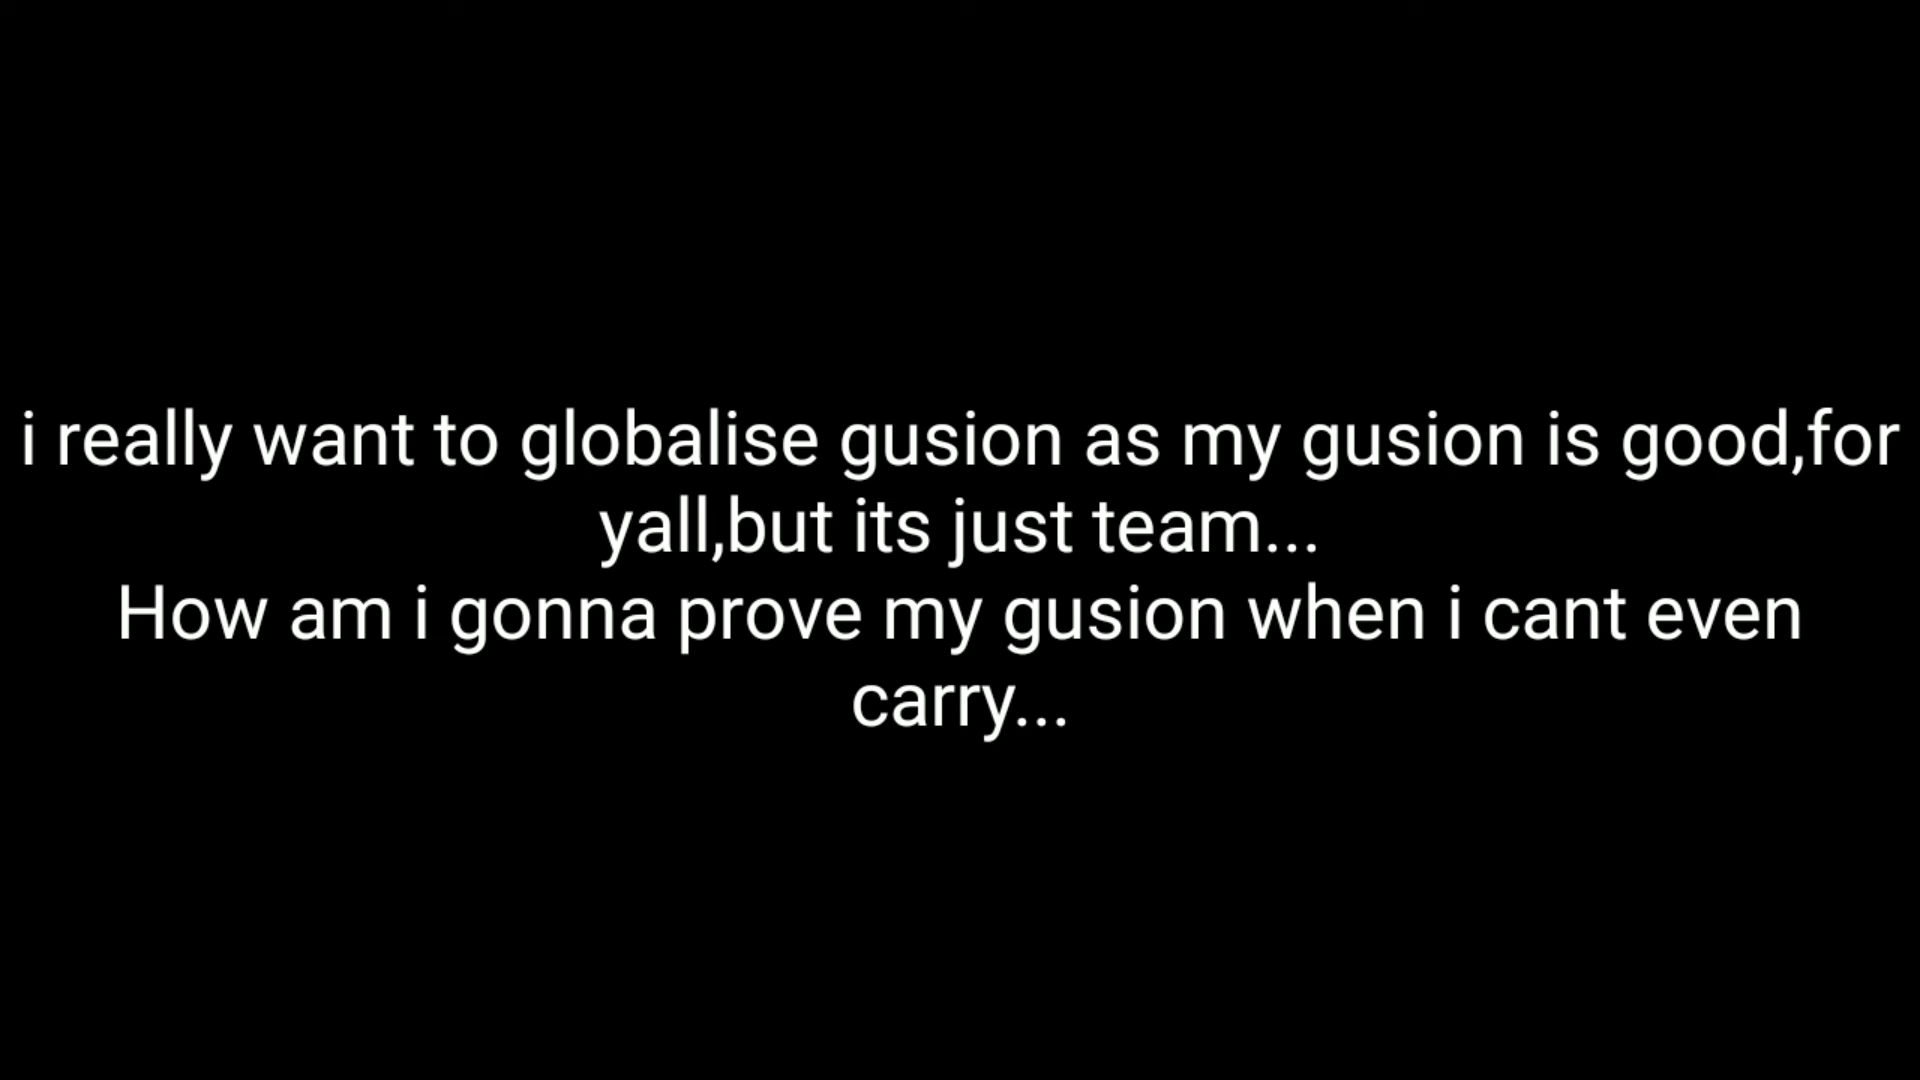 i really want to globalise gusion as my gusion is good,for
yall,but its just team...
How am i gonna prove my gusion when i cant even
carry...